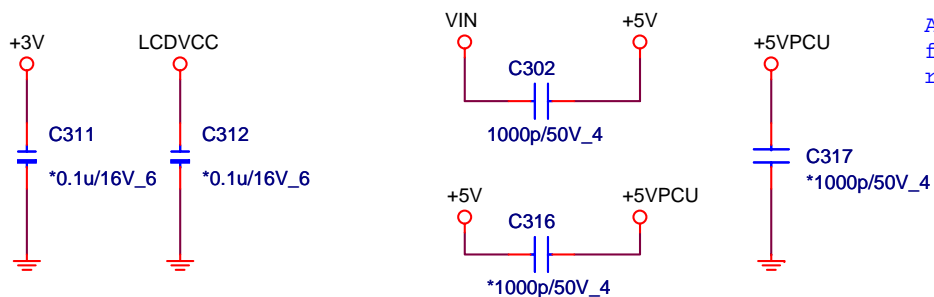 +3V
LCDVCC
C311
*0.1u/16V_6
C312
*0.1u/16V_6
VIN
+5V
C302
1000p/50V_4
+5V
+5VPCU
C316
*1000p/50V_4
+5VPCU
C317
*1000p/50V_4
A
f
r